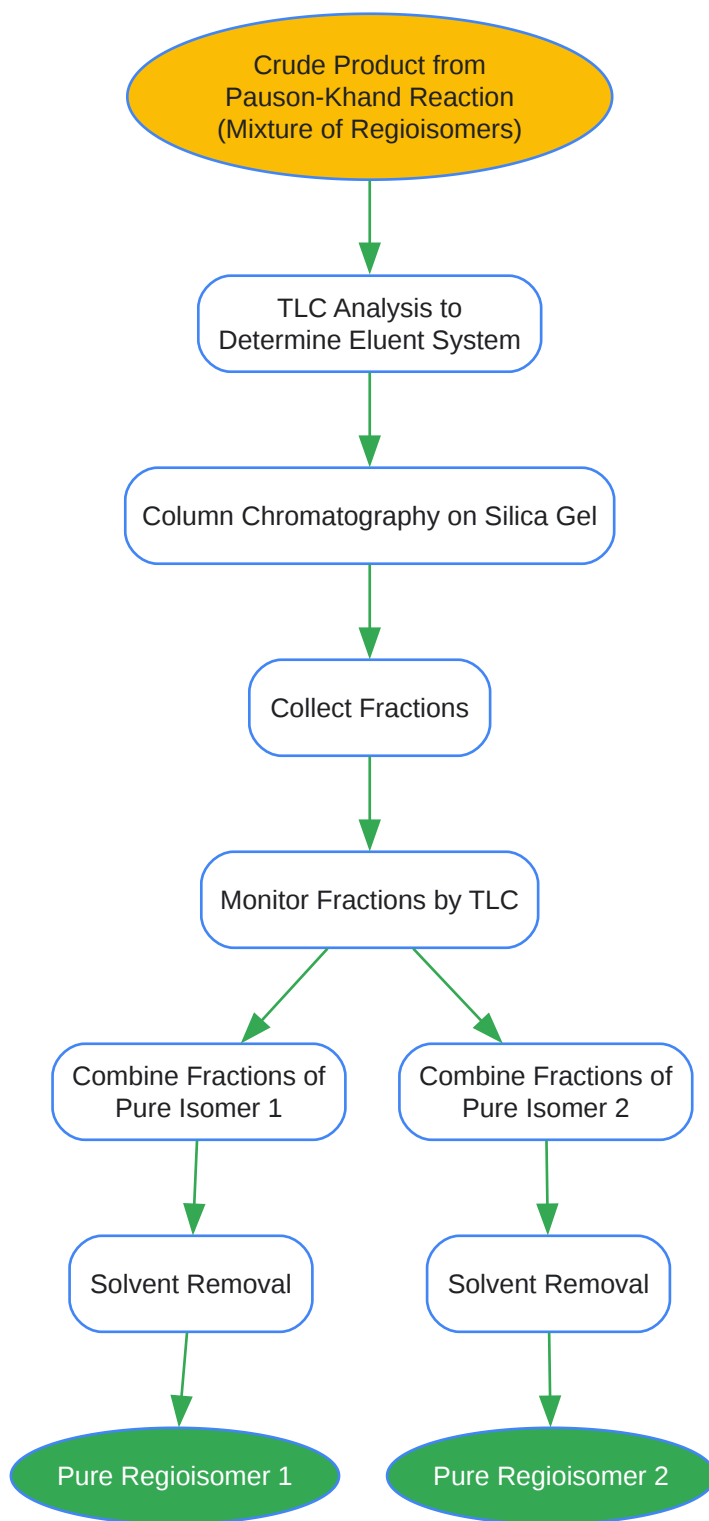 Crude Product from
Pauson-Khand Reaction
(Mixture of Regioisomers)
TLC Analysis to
Determine Eluent System
Column Chromatography on Silica Gel
Collect Fractions
Monitor Fractions by TLC
Combine Fractions of
Pure Isomer 1
Combine Fractions of
Pure Isomer 2
Solvent Removal
Solvent Removal
Pure Regioisomer 1
Pure Regioisomer 2